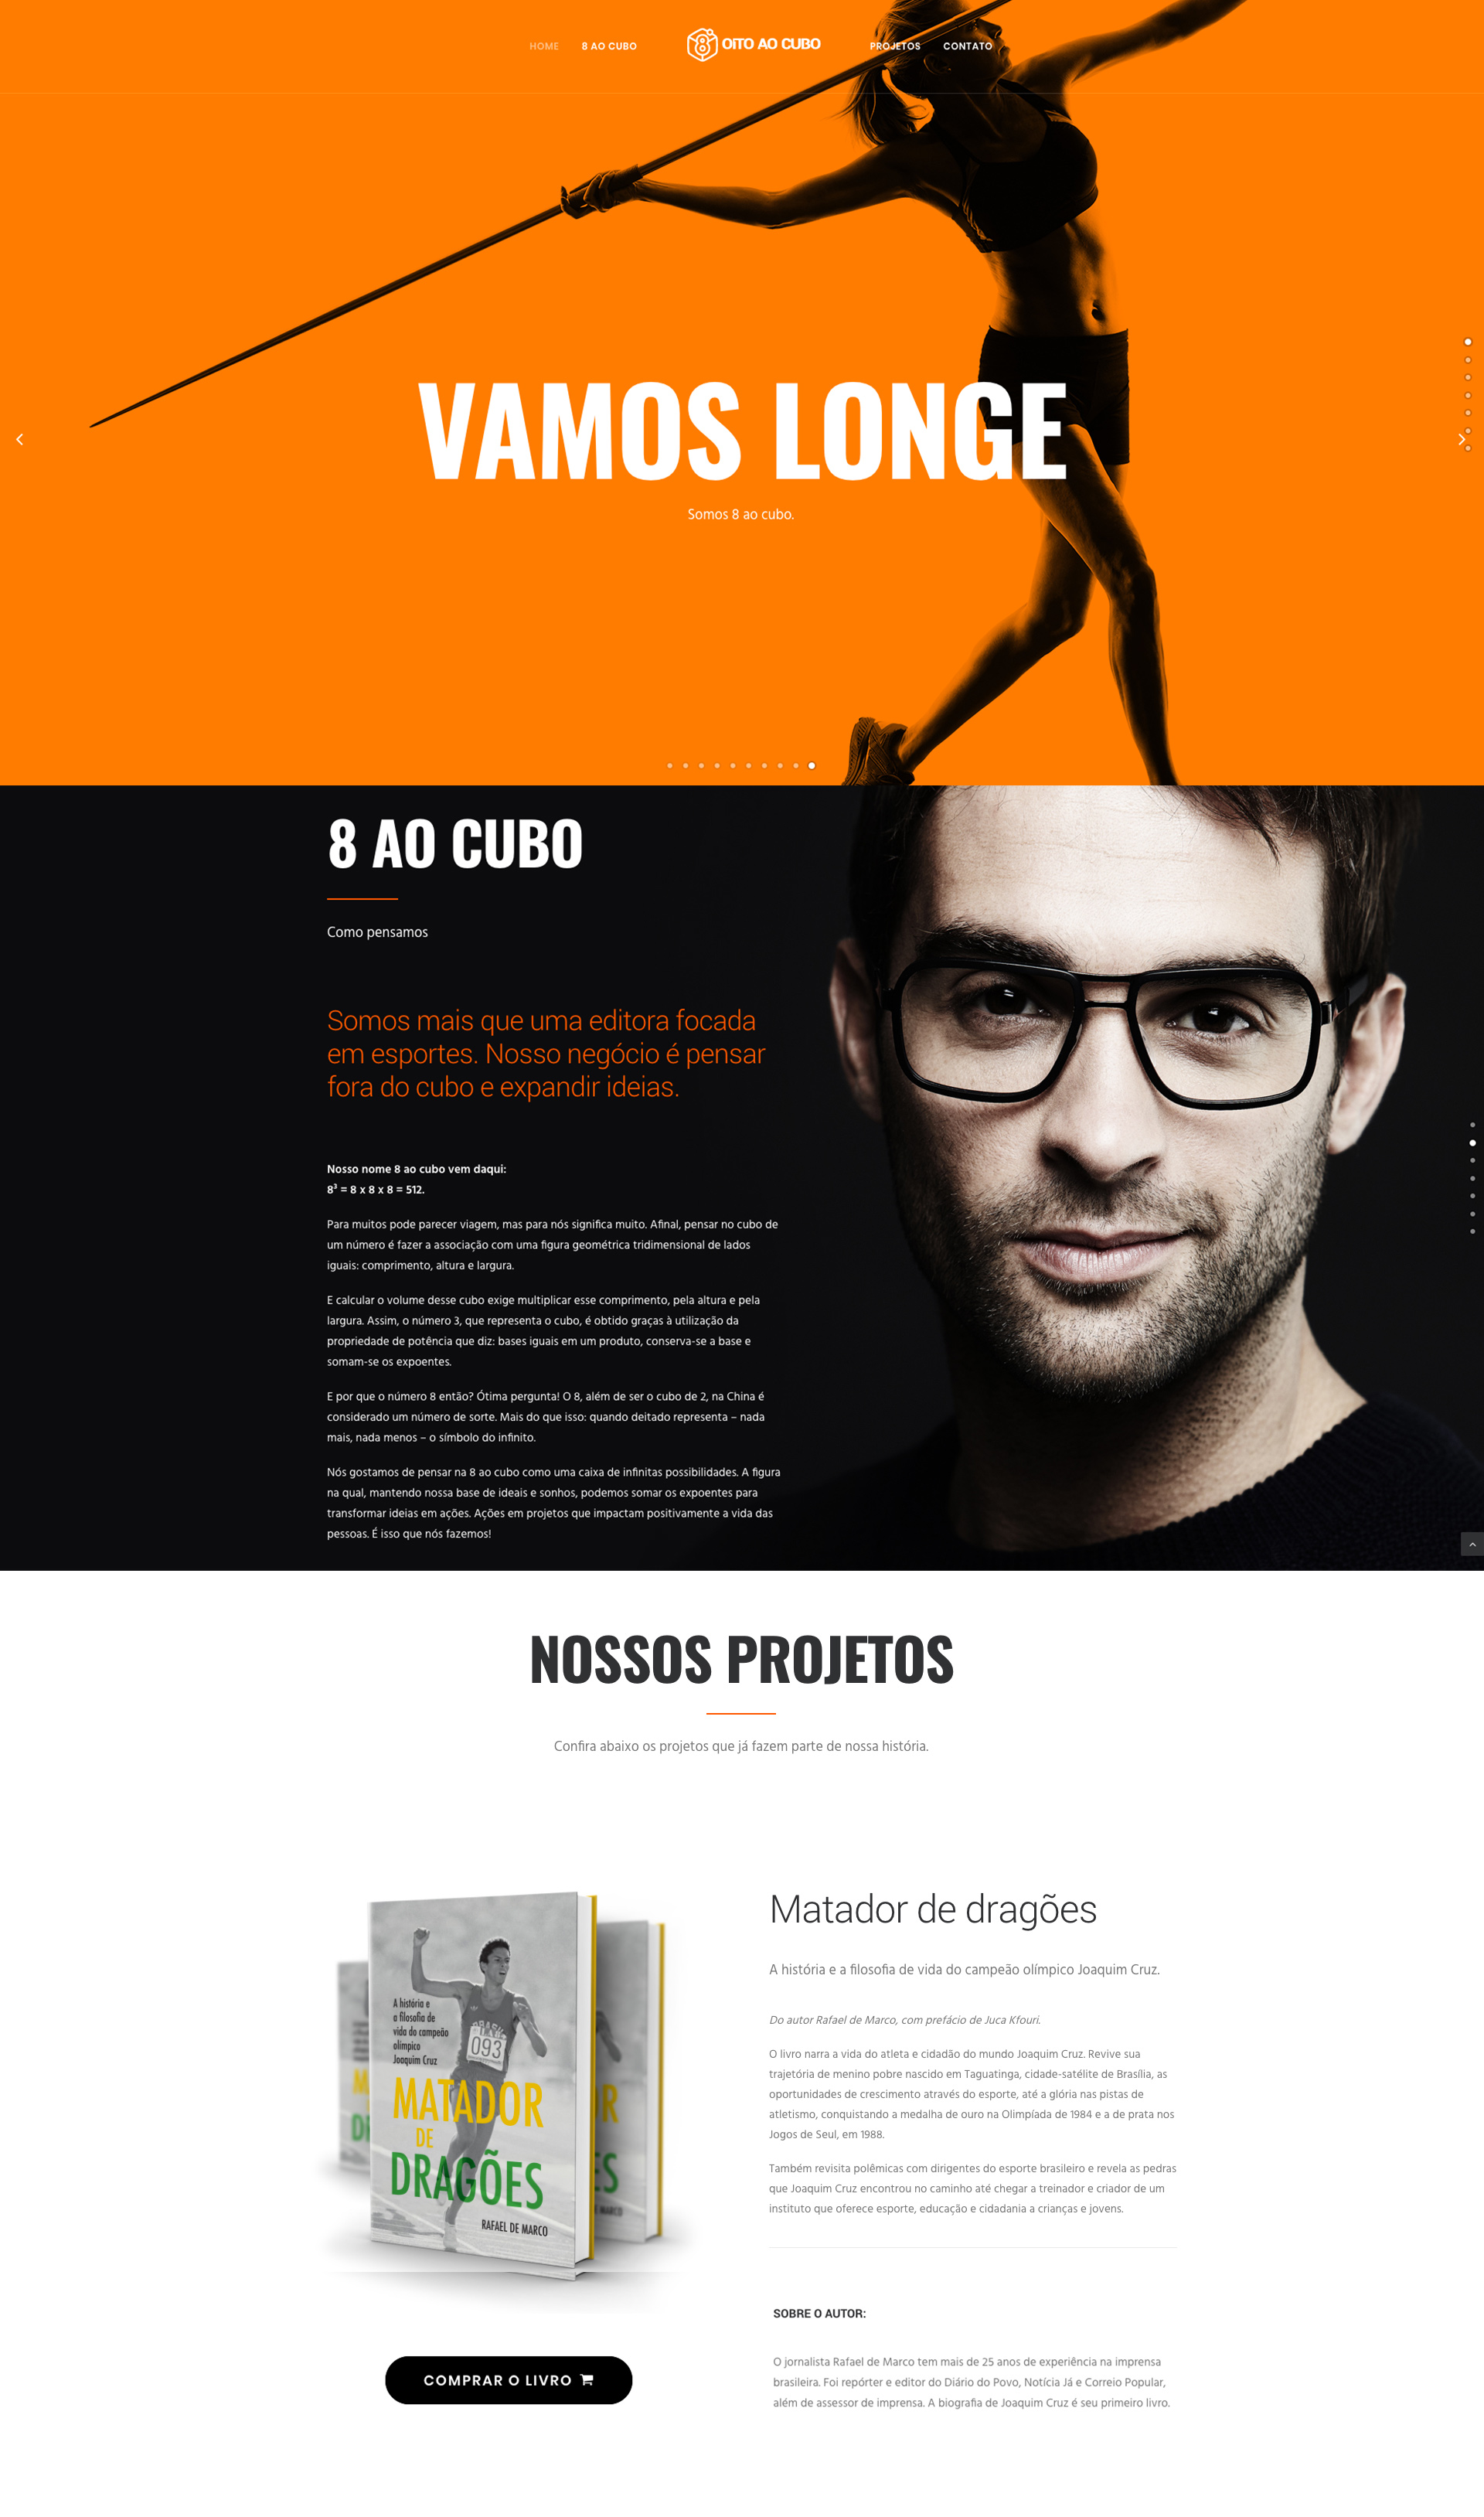 HOME
8 AO CUBO
8 OITO AO CUBO
PROJETOS
CONTATO
VAMOS LONGE
Somos 8 ao cubo.
8 AO CUBO
Como pensamos
Somos mais que uma editora focada
em esportes. Nosso negócio é pensar
fora do cubo e expandir ideias.
Nosso nome 8 ao cubo vem daqui:
8³ = 8 x 8 x 8 = 512.
Para muitos pode parecer viagem, mas para nós significa muito. Afinal, pensar no cubo de
um número é fazer a associação com uma figura geométrica tridimensional de lados
iguais: comprimento, altura e largura.
E calcular o volume desse cubo exige multiplicar esse comprimento, pela altura e pela
largura. Assim, o número 3, que representa o cubo, é obtido graças à utilização da
propriedade de potência que diz: bases iguais em um produto, conserva-se a base e
somam-se os expoentes.
E por que o número 8 então? Ótima pergunta! O 8, além de ser o cubo de 2, na China é
considerado um número de sorte. Mais do que isso: quando deitado representa – nada
mais, nada menos – o símbolo do infinito.
Nós gostamos de pensar na 8 ao cubo como uma caixa de infinitas possibilidades. A figura
na qual, mantendo nossa base de ideais e sonhos, podemos somar os expoentes para
transformar ideias em ações. Ações em projetos que impactam positivamente a vida das
pessoas. É isso que nós fazemos!
NOSSOS PROJETOS
Confira abaixo os projetos que já fazem parte de nossa história.
A história e
a filosofia de
vida do campeão
olímpico
Joaquim Cruz
BRASIL
093
MATADOR
DE
DRAGÕES
RAFAEL DE MARCO
COMPRAR O LIVRO
Matador de dragões
A história e a filosofia de vida do campeão olímpico Joaquim Cruz.
Do autor Rafael de Marco, com prefácio de Juca Kfouri.
O livro narra a vida do atleta e cidadão do mundo Joaquim Cruz. Revive sua
trajetória de menino pobre nascido em Taguatinga, cidade-satélite de Brasília, as
oportunidades de crescimento através do esporte, até a glória nas pistas de
atletismo, conquistando a medalha de ouro na Olimpíada de 1984 e a de prata nos
Jogos de Seul, em 1988.
Também revisita polêmicas com dirigentes do esporte brasileiro e revela as pedras
que Joaquim Cruz encontrou no caminho até chegar a treinador e criador de um
instituto que oferece esporte, educação e cidadania a crianças e jovens.
SOBRE O AUTOR:
O jornalista Rafael de Marco tem mais de 25 anos de experiência na imprensa
brasileira. Foi repórter e editor do Diário do Povo, Notícia Já e Correio Popular,
além de assessor de imprensa. A biografia de Joaquim Cruz é seu primeiro livro.